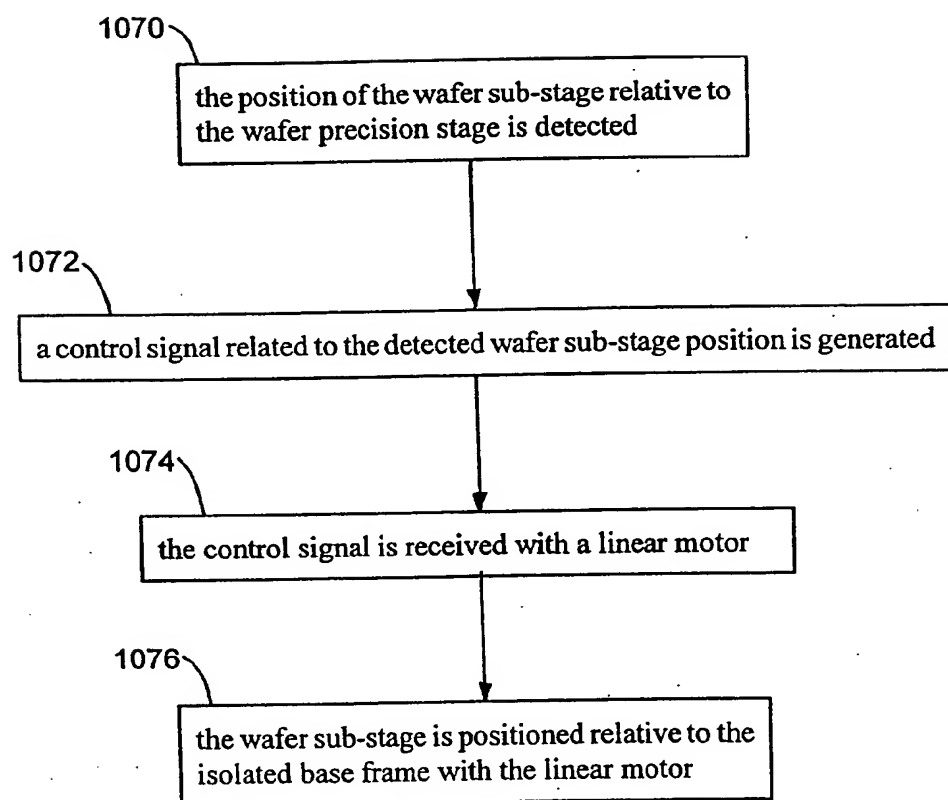 1070
the position of the wafer sub-stage relative to
the wafer precision stage is detected
1072
a control signal related to the detected wafer sub-stage position is generated
1074
the control signal is received with a linear motor
1076
the wafer sub-stage is positioned relative to the
isolated base frame with the linear motor